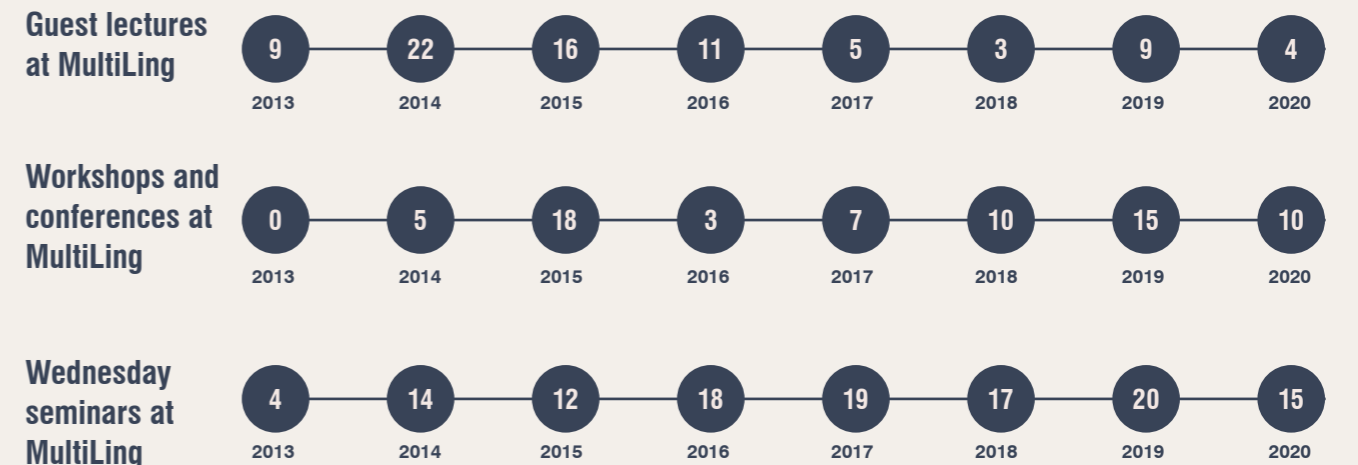 Guest lectures
at MultiLing
9 22 16 11 5 3 9 4
2013 2014 2015 2016 2017 2018 2019 2020
Workshops and
conferences at
MultiLing
0 5 18 3 7 10 15 10
2013 2014 2015 2016 2017 2018 2019 2020
Wednesday
seminars at
MultiLing
4 14 12 18 19 17 20 15
2013 2014 2015 2016 2017 2018 2019 2020